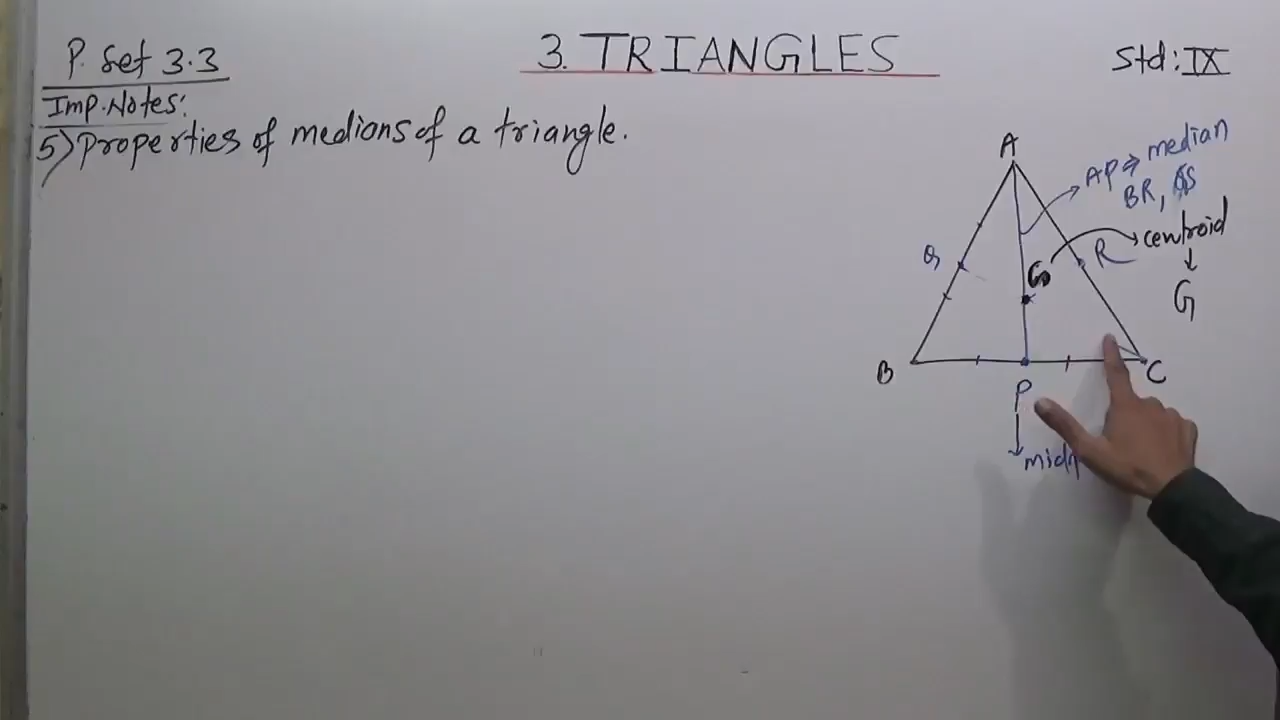 P. Set 3.3
3. TRIANGLES
Std: IX
Imp. Notes:
5) Properties of medians of a triangle.
A
AP ⇒ median
BR,
centroid
Q
R
G
G
B
C
P